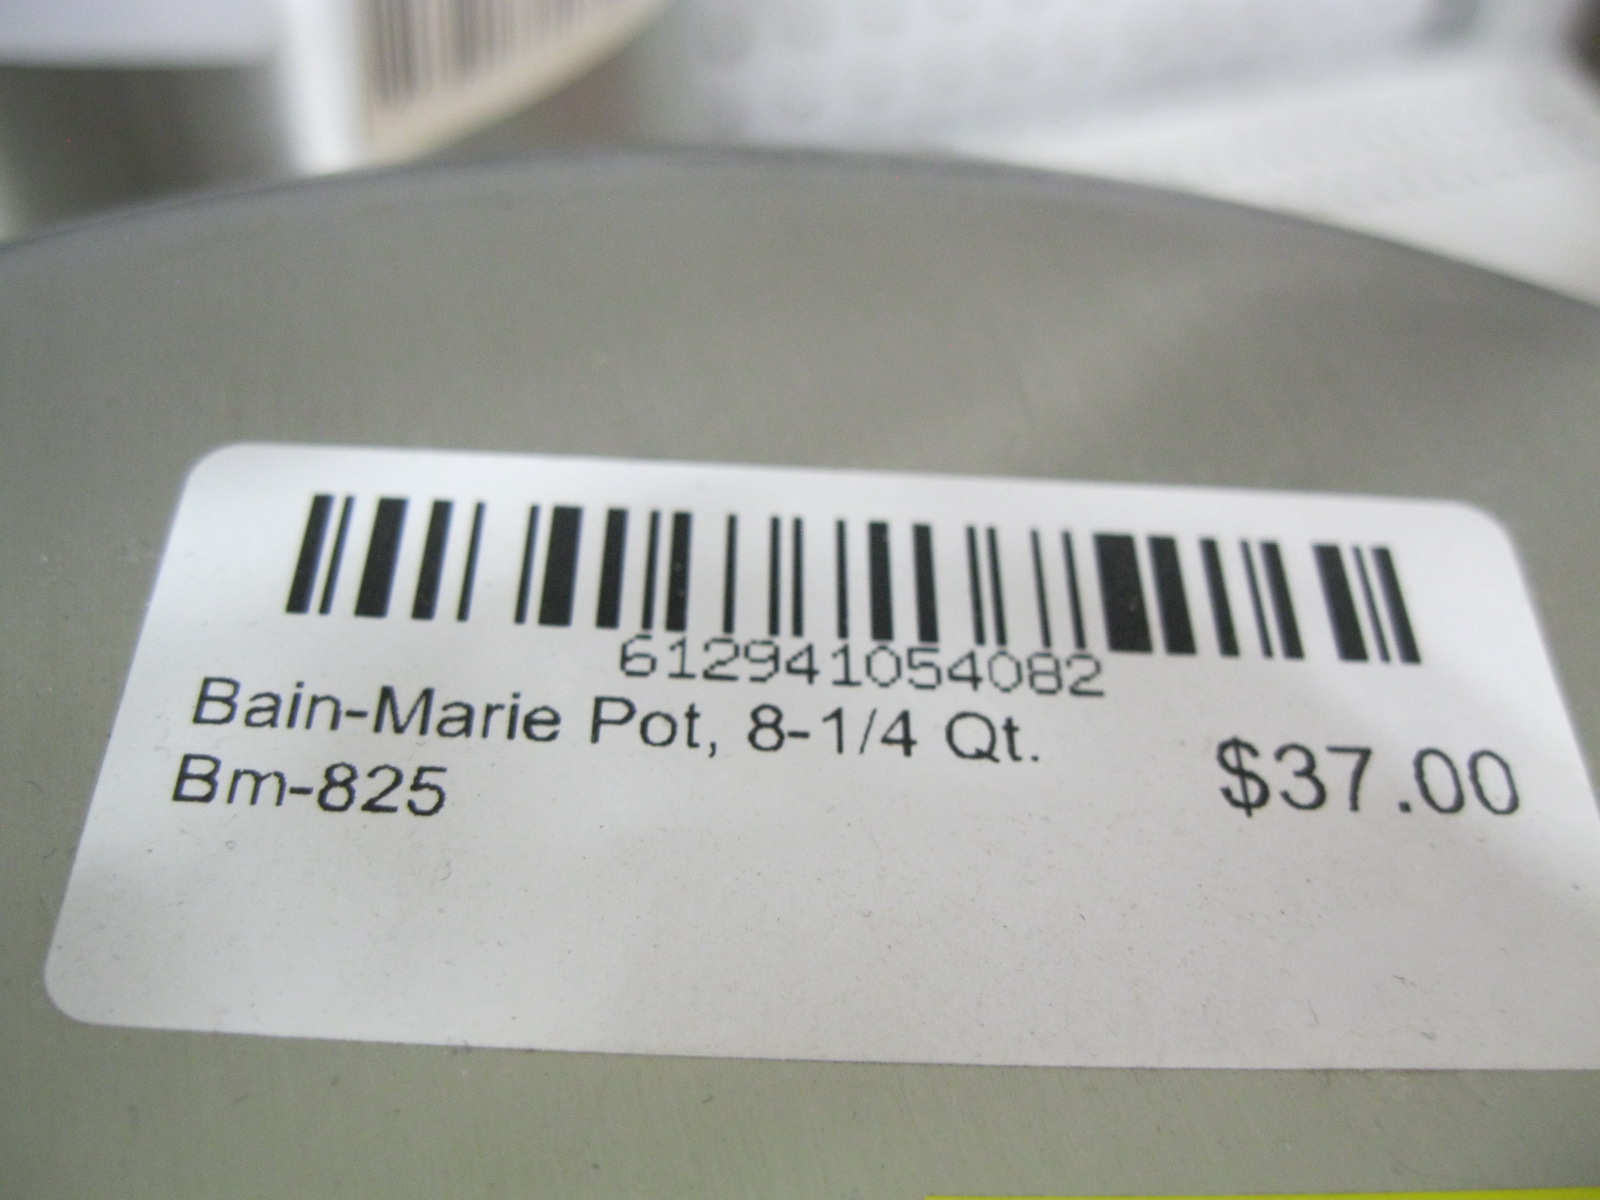 612941054082
Bain-Marie Pot, 8-1/4 Qt.
Bm-825
$37.00